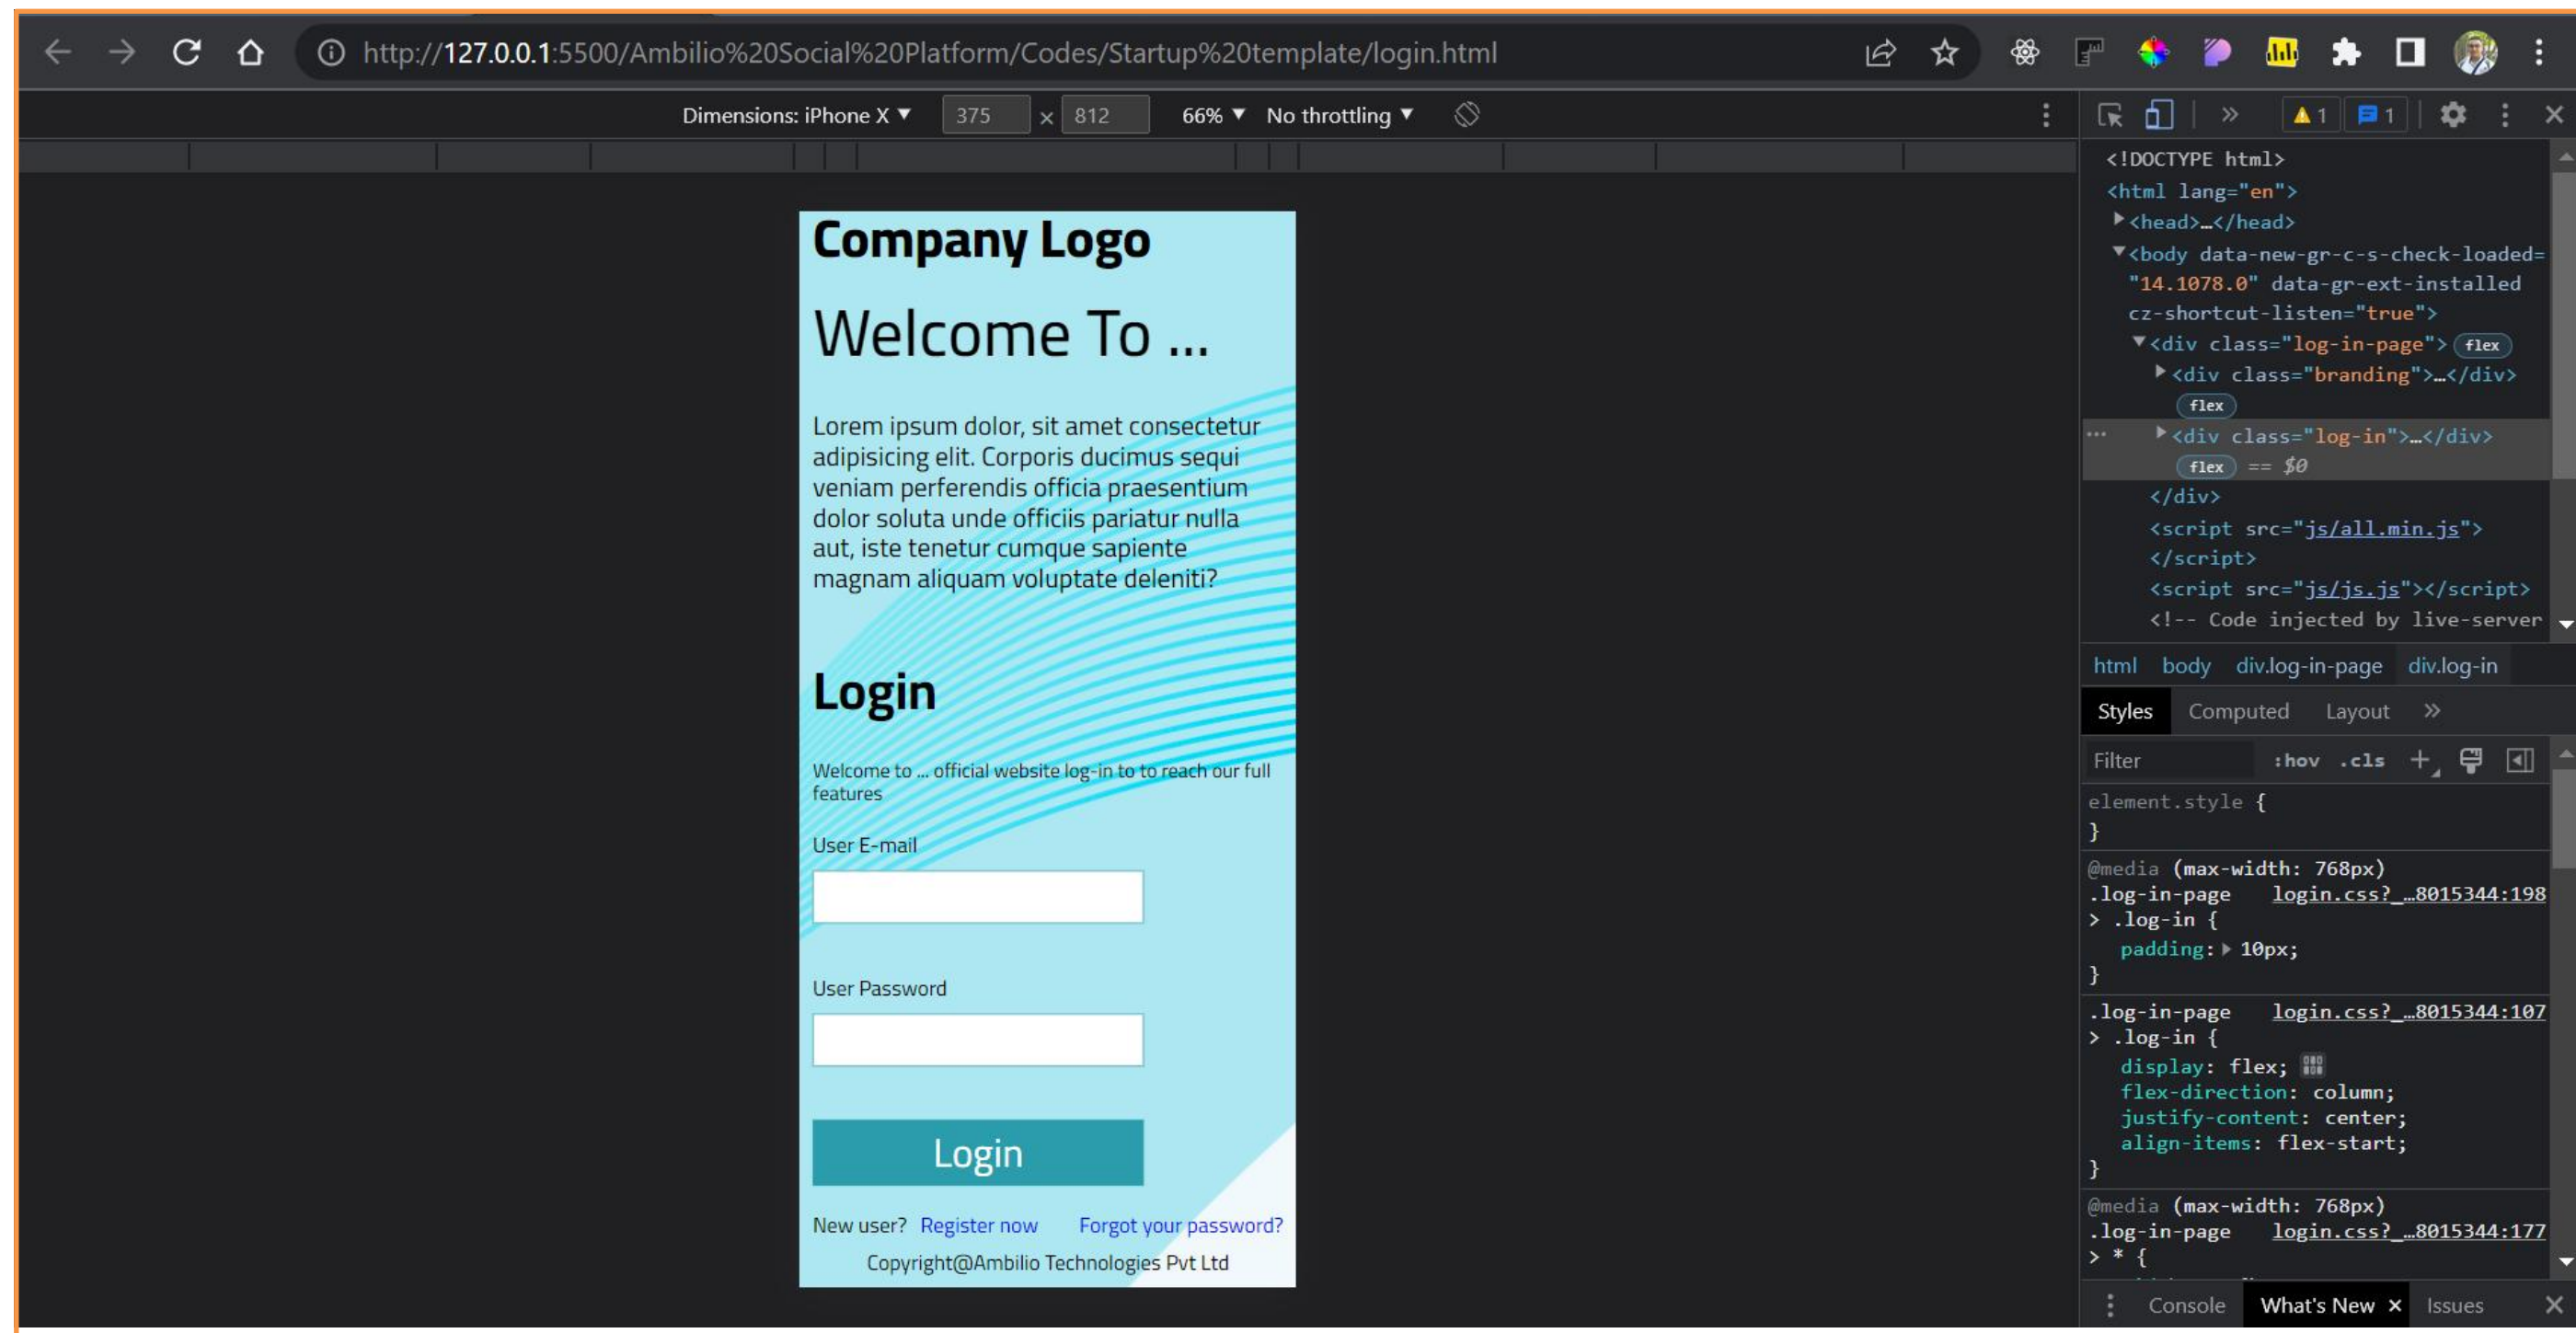 http://127.0.0.1:5500/Ambilio%20Social%20Platform/Codes/Startup%20template/login.html
Dimensions: iPhone X ▼ 375 × 812 66% ▼ No throttling ▼
Company Logo
Welcome To ...
Lorem ipsum dolor, sit amet consectetur
adipisicing elit. Corporis ducimus sequi
veniam perferendis officia praesentium
dolor soluta unde officiis pariatur nulla
aut, iste tenetur cumque sapiente
magnam aliquam voluptate deleniti?
Login
Welcome to ... official website log-in to to reach our full
features
User E-mail
User Password
Login
New user? Register now Forgot your password?
Copyright@Ambilio Technologies Pvt Ltd
» 1 1
<!DOCTYPE html>
<html lang="en">
<head>…</head>
<body data-new-gr-c-s-check-loaded=
"14.1078.0" data-gr-ext-installed
cz-shortcut-listen="true">
<div class="log-in-page"> flex
<div class="branding">…</div>
flex
<div class="log-in">…</div>
flex == $0
</div>
<script src="js/all.min.js">
</script>
<script src="js/js.js"></script>
<!-- Code injected by live-server
html body div.log-in-page div.log-in
Styles Computed Layout »
Filter :hov .cls +
element.style {
}
@media (max-width: 768px)
.log-in-page login.css?_…8015344:198
> .log-in {
padding: 10px;
}
.log-in-page login.css?_…8015344:107
> .log-in {
display: flex;
flex-direction: column;
justify-content: center;
align-items: flex-start;
}
@media (max-width: 768px)
.log-in-page login.css?_…8015344:177
> * {
Console What's New × Issues